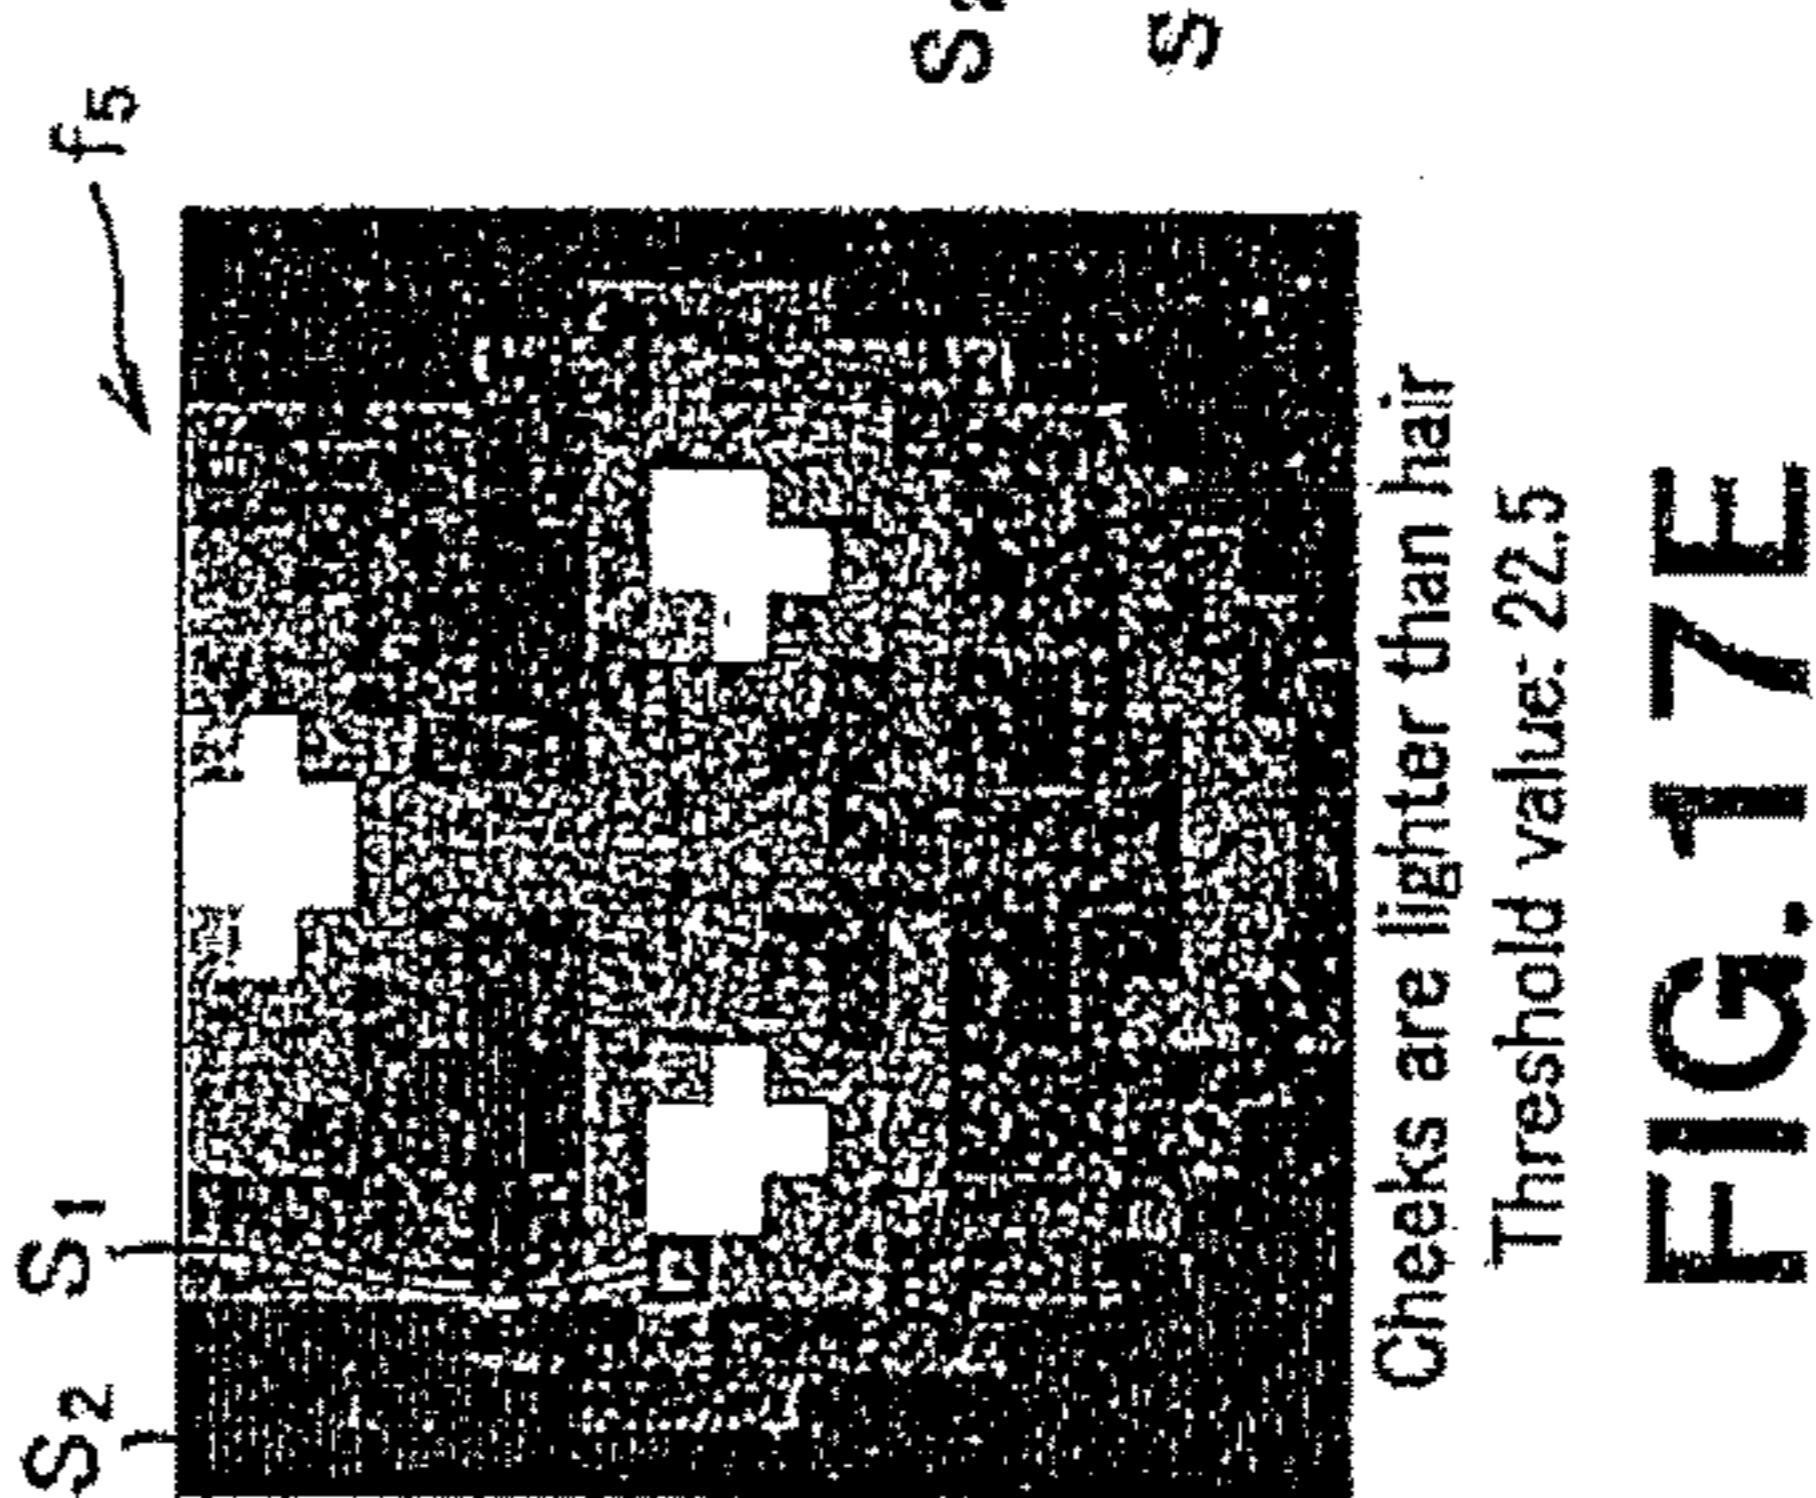 f5
S1
S2
Cheeks are lighter than hair
Threshold value: 22.5
FIG. 17E